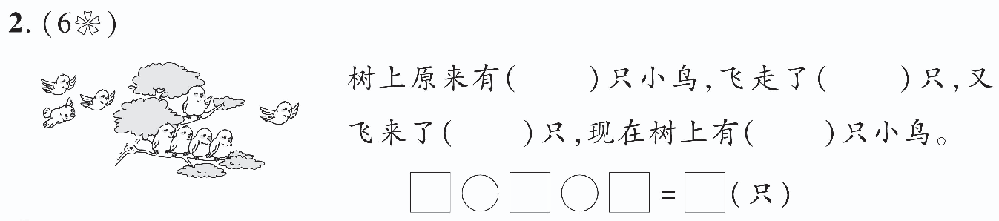 2. (6❀)
树上原来有(　　)只小鸟,飞走了(　　)只,又
飞来了(　　)只,现在树上有(　　)只小鸟。
□○□○□=□(只)